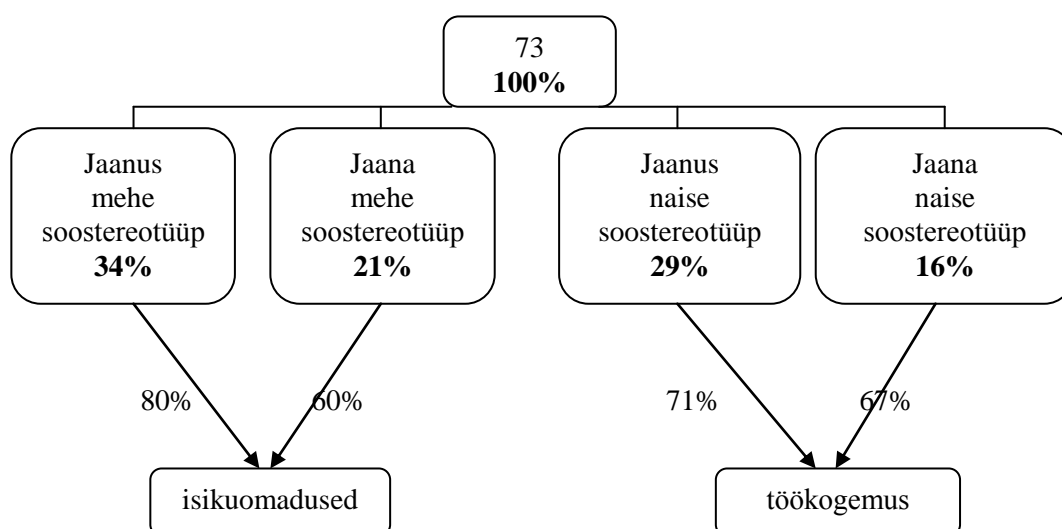 73
100%
Jaanus
mehe
soostereotüüp
34%
Jaana
mehe
soostereotüüp
21%
Jaanus
naise
soostereotüüp
29%
Jaana
naise
soostereotüüp
16%
80%
60%
71%
67%
isikuomadused
töökogemus